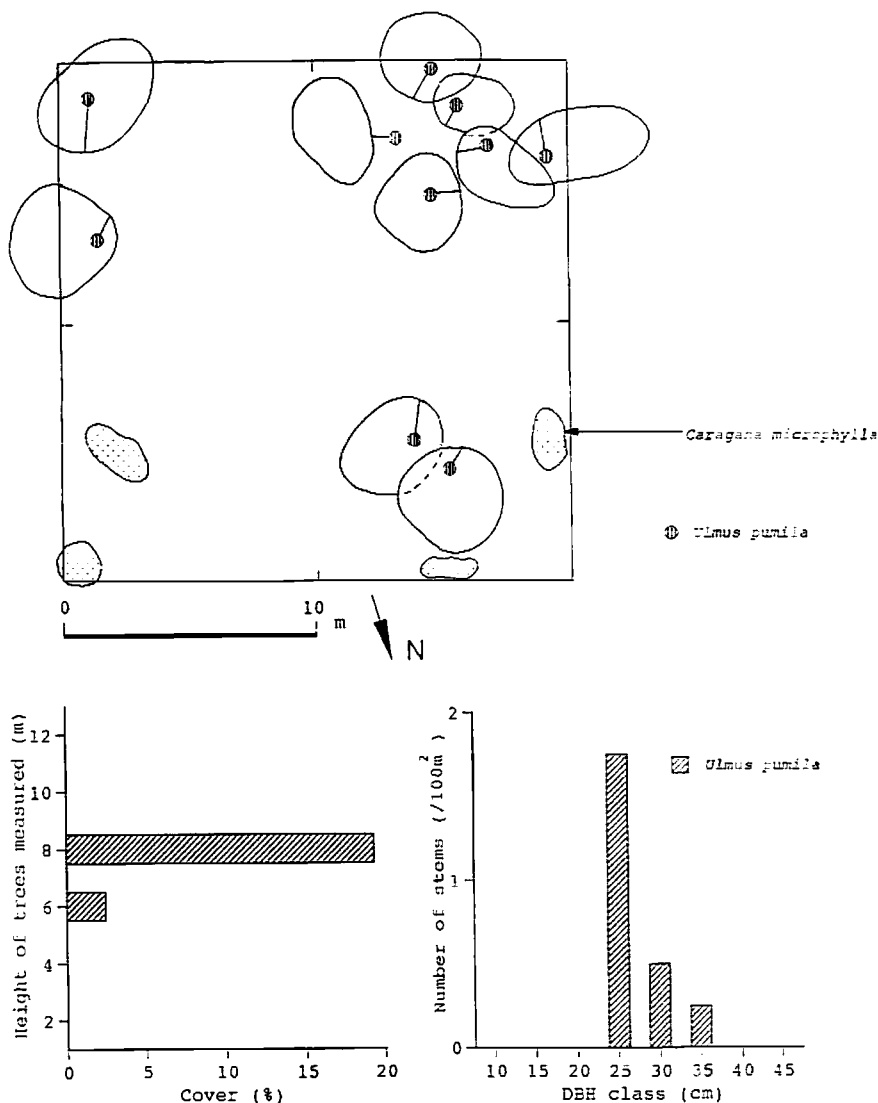 Caragana microphylla
Ulmus pumila
0 10 m
N
Height of trees measured (m)
12
10
8
6
4
2
0 5 10 15 20
Cover (%)
Number of stems (/100m²)
2
1
0
10 15 20 25 30 35 40 45
DBH class (cm)
Ulmus pumila